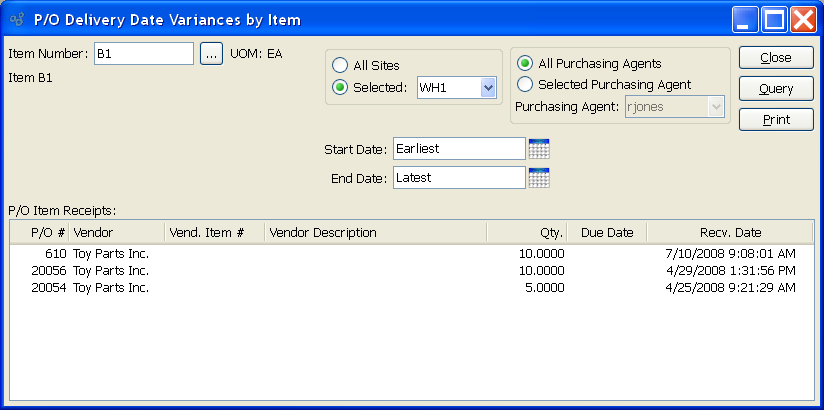 P/O Delivery Date Variances by Item
Item Number: B1 ... UOM: EA
Item B1
All Sites
Selected: WH1
All Purchasing Agents
Selected Purchasing Agent
Purchasing Agent: rjones
Close
Query
Print
Start Date: Earliest
End Date: Latest
P/O Item Receipts:
P/O # Vendor Vend. Item # Vendor Description Qty. Due Date Recv. Date
610 Toy Parts Inc. 10.0000 7/10/2008 9:08:01 AM
20056 Toy Parts Inc. 10.0000 4/29/2008 1:31:56 PM
20054 Toy Parts Inc. 5.0000 4/25/2008 9:21:29 AM